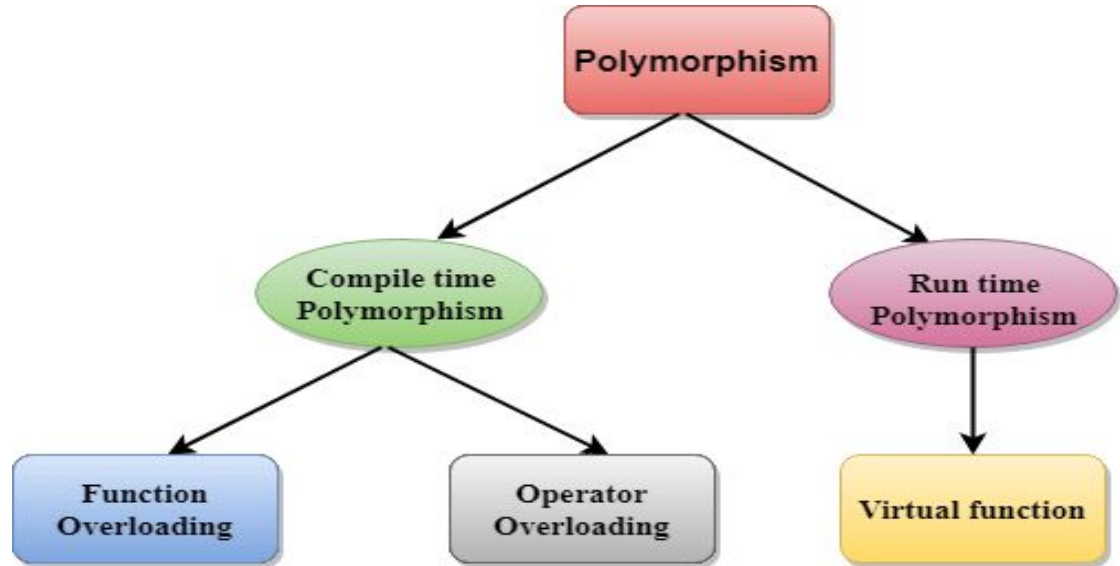 Polymorphism
Compile time
Polymorphism
Run time
Polymorphism
Function
Overloading
Operator
Overloading
Virtual function